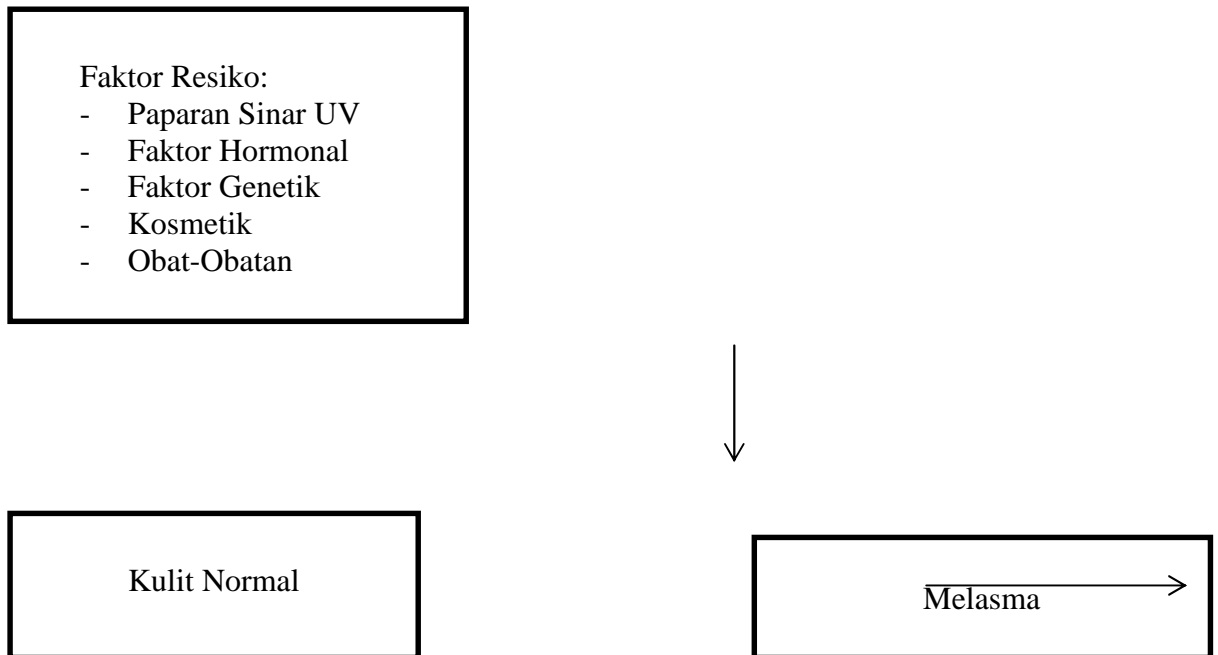 Faktor Resiko:
- Paparan Sinar UV
- Faktor Hormonal
- Faktor Genetik
- Kosmetik
- Obat-Obatan
Kulit Normal
Melasma